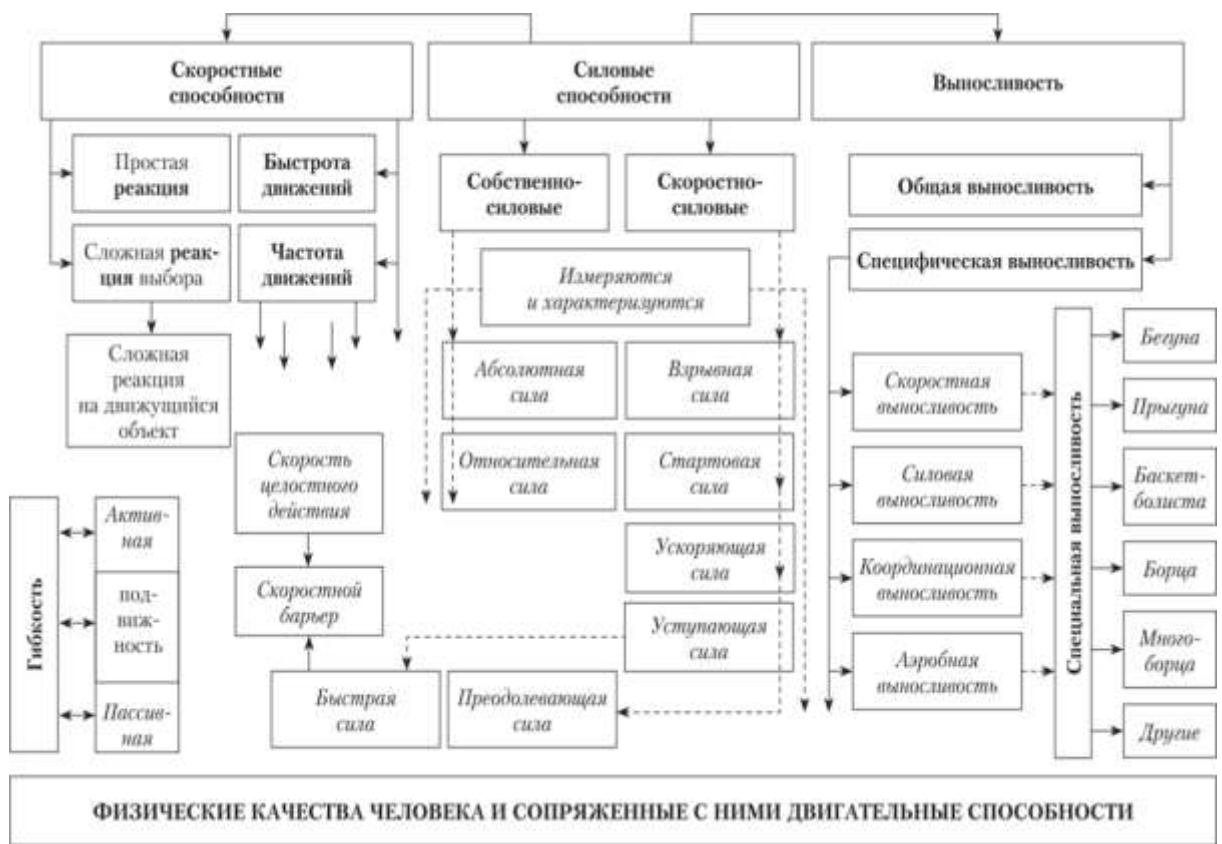 Скоростные
способности
Силовые
способности
Выносливость
Простая
реакция
Быстрота
движений
Сложная реак-
ция выбора
Частота
движений
Сложная
реакция
на движущийся
объект
Скорость
целостного
действия
Скоростной
барьер
Быстрая
сила
Гибкость
Актив-
ная
под-
виж-
ность
Пассив-
ная
Собственно-
силовые
Скоростно-
силовые
Измеряются
и характеризуются
Абсолютная
сила
Взрывная
сила
Относительная
сила
Стартовая
сила
Ускоряющая
сила
Уступающая
сила
Преодолевающая
сила
Общая выносливость
Специфическая выносливость
Скоростная
выносливость
Силовая
выносливость
Координационная
выносливость
Аэробная
выносливость
Специальная выносливость
Бегуна
Прыгуна
Баскет-
болиста
Борца
Много-
борца
Другие
ФИЗИЧЕСКИЕ КАЧЕСТВА ЧЕЛОВЕКА И СОПРЯЖЕННЫЕ С НИМИ ДВИГАТЕЛЬНЫЕ СПОСОБНОСТИ